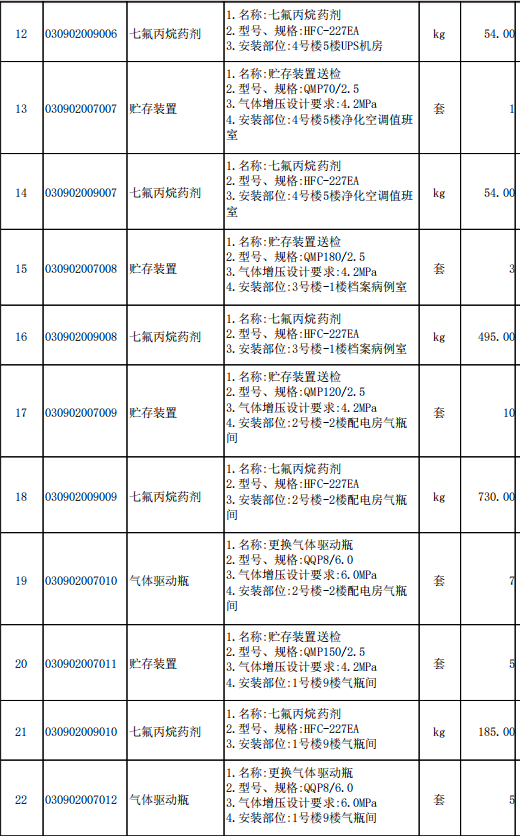 12 030902009006 七氟丙烷药剂 1.名称:七氟丙烷药剂
2.型号、规格:HFC-227EA
3.安装部位:4号楼5楼UPS机房 kg 54.00
13 030902007007 贮存装置 1.名称:贮存装置送检
2.型号、规格:QMP70/2.5
3.气体增压设计要求:4.2MPa
4.安装部位:4号楼5楼净化空调值班
室 套 1
14 030902009007 七氟丙烷药剂 1.名称:七氟丙烷药剂
2.型号、规格:HFC-227EA
3.安装部位:4号楼5楼净化空调值班
室 kg 54.00
15 030902007008 贮存装置 1.名称:贮存装置送检
2.型号、规格:QMP180/2.5
3.气体增压设计要求:4.2MPa
4.安装部位:3号楼-1楼档案病例室 套 3
16 030902009008 七氟丙烷药剂 1.名称:七氟丙烷药剂
2.型号、规格:HFC-227EA
3.安装部位:3号楼-1楼档案病例室 kg 495.00
17 030902007009 贮存装置 1.名称:贮存装置送检
2.型号、规格:QMP120/2.5
3.气体增压设计要求:4.2MPa
4.安装部位:2号楼-2楼配电房气瓶
间 套 10
18 030902009009 七氟丙烷药剂 1.名称:七氟丙烷药剂
2.型号、规格:HFC-227EA
3.安装部位:2号楼-2楼配电房气瓶
间 kg 730.00
19 030902007010 气体驱动瓶 1.名称:更换气体驱动瓶
2.型号、规格:QQP8/6.0
3.气体增压设计要求:6.0MPa
4.安装部位:2号楼-2楼配电房气瓶
间 套 7
20 030902007011 贮存装置 1.名称:贮存装置送检
2.型号、规格:QMP150/2.5
3.气体增压设计要求:4.2MPa
4.安装部位:1号楼9楼气瓶间 套 5
21 030902009010 七氟丙烷药剂 1.名称:七氟丙烷药剂
2.型号、规格:HFC-227EA
3.安装部位:1号楼9楼气瓶间 kg 185.00
22 030902007012 气体驱动瓶 1.名称:更换气体驱动瓶
2.型号、规格:QQP8/6.0
3.气体增压设计要求:6.0MPa
4.安装部位:1号楼9楼气瓶间 套 5